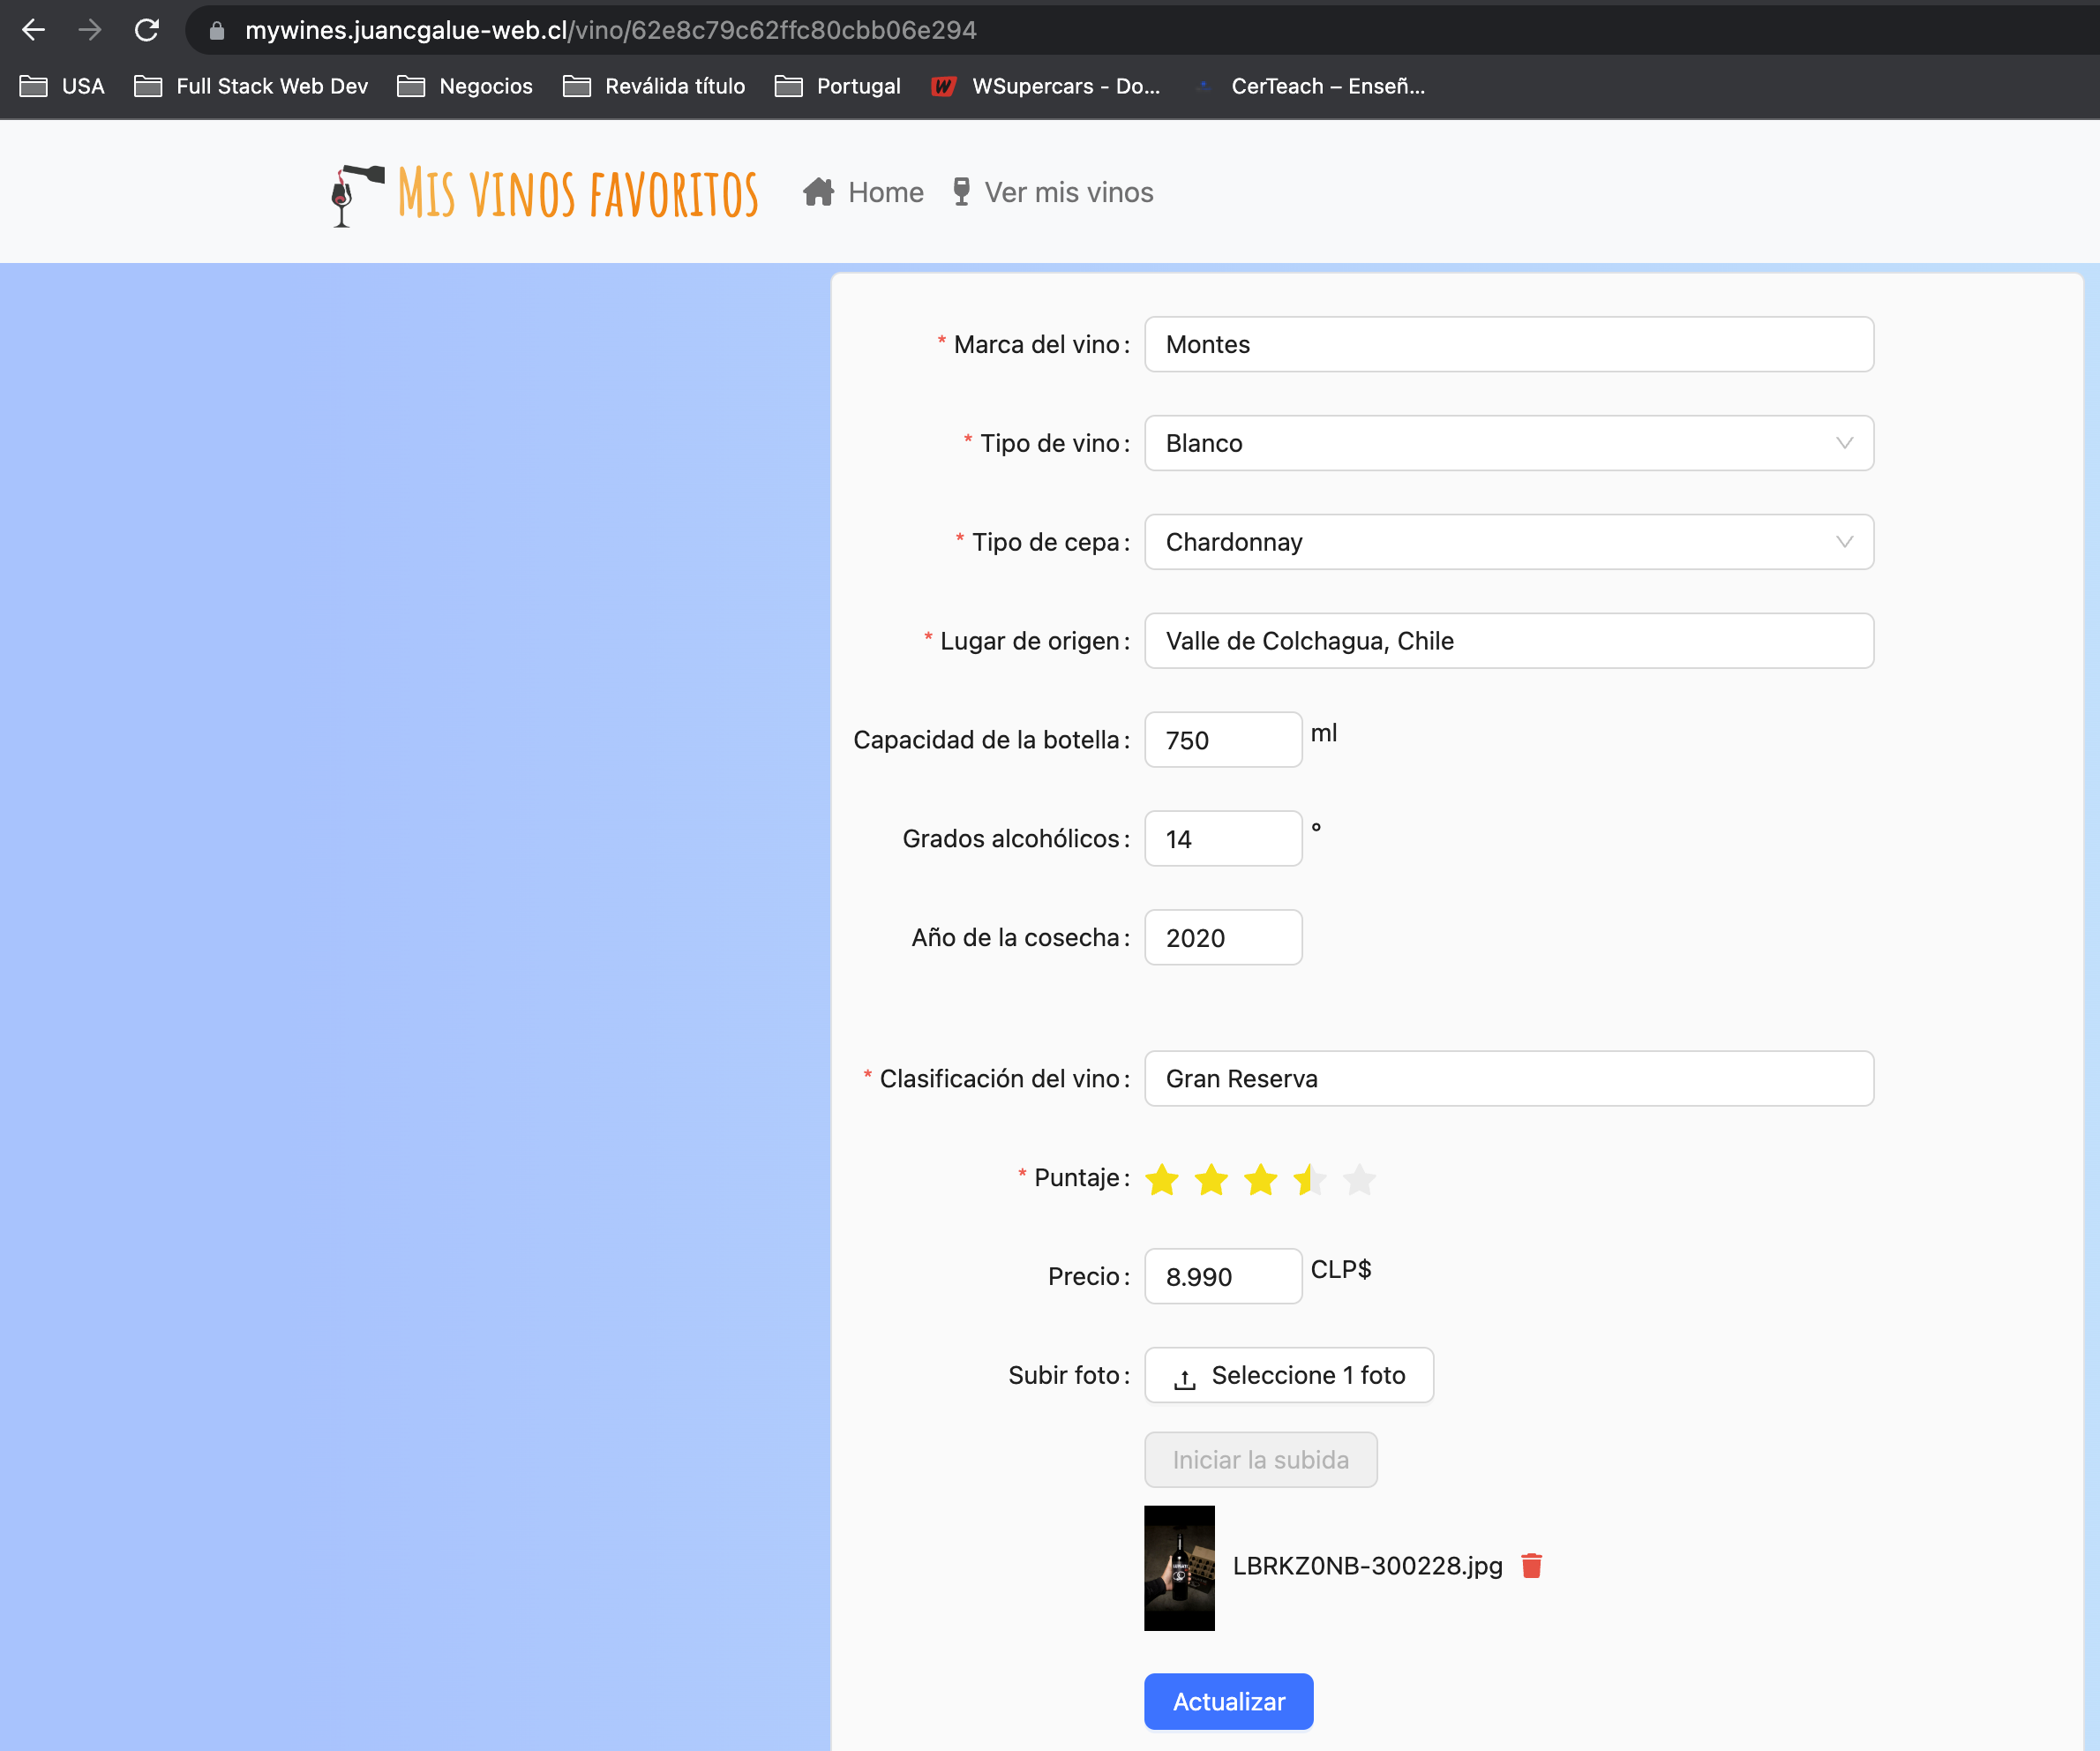 mywines.juancgalue-web.cl/vino/62e8c79c62ffc80cbb06e294
USA Full Stack Web Dev Negocios Reválida título Portugal WSupercars - Do... CerTeach – Enseñ...
Mis vinos favoritos Home Ver mis vinos
* Marca del vino: Montes
* Tipo de vino: Blanco
* Tipo de cepa: Chardonnay
* Lugar de origen: Valle de Colchagua, Chile
Capacidad de la botella: 750 ml
Grados alcohólicos: 14 °
Año de la cosecha: 2020
* Clasificación del vino: Gran Reserva
* Puntaje:
Precio: 8.990 CLP$
Subir foto: Seleccione 1 foto
Iniciar la subida
LBRKZ0NB-300228.jpg
Actualizar